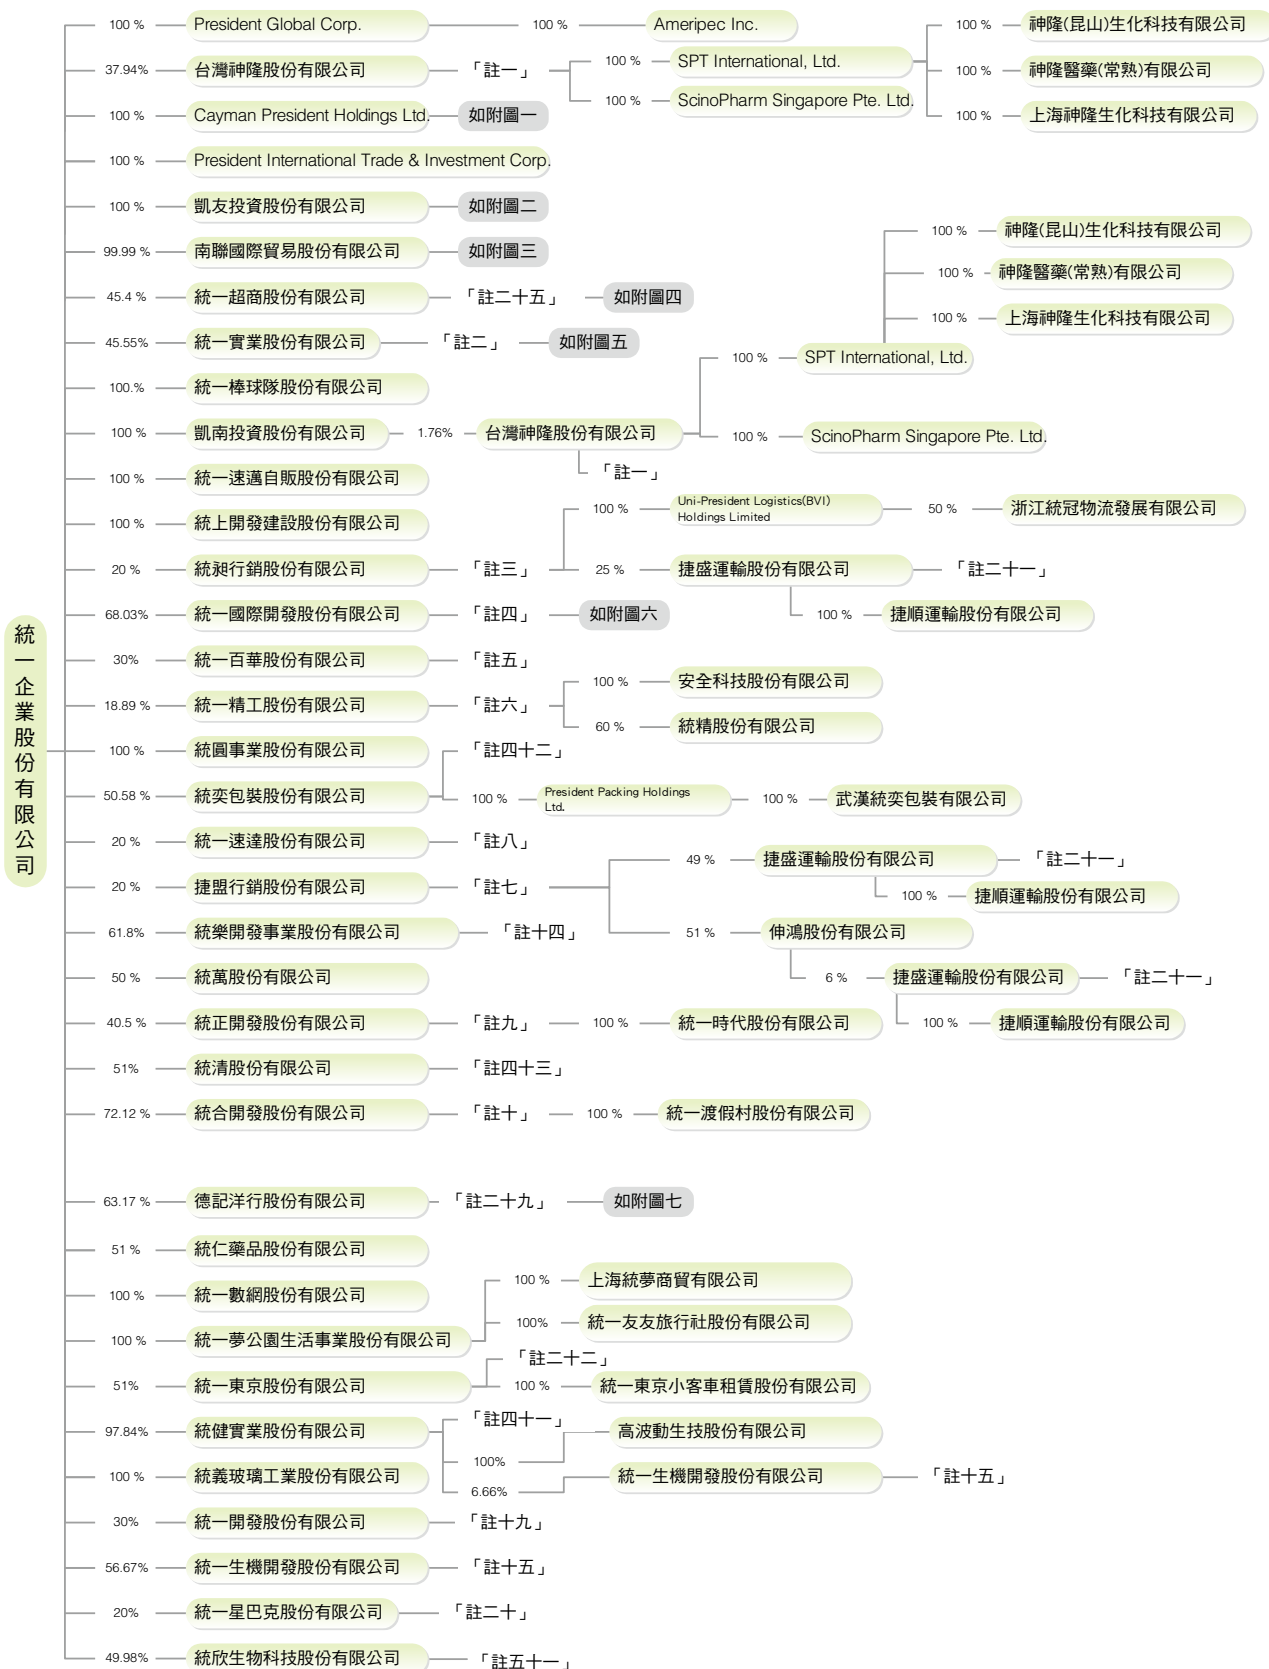 統一企業股份有限公司
100 % President Global Corp. 100 % Ameripec Inc.
37.94% 台灣神隆股份有限公司 「註一」 100 % SPT International, Ltd. 100 % 神隆(昆山)生化科技有限公司
100 % 神隆醫藥(常熟)有限公司
100 % 上海神隆生化科技有限公司
100 % ScinoPharm Singapore Pte. Ltd.
100 % Cayman President Holdings Ltd. 如附圖一
100 % President International Trade & Investment Corp.
100 % 凱友投資股份有限公司 如附圖二
99.99 % 南聯國際貿易股份有限公司 如附圖三
45.4 % 統一超商股份有限公司 「註二十五」 如附圖四
45.55% 統一實業股份有限公司 「註二」 如附圖五
100.% 統一棒球隊股份有限公司
100 % 凱南投資股份有限公司 1.76% 台灣神隆股份有限公司 「註一」
100 % SPT International, Ltd.
100 % 神隆(昆山)生化科技有限公司
100 % 神隆醫藥(常熟)有限公司
100 % 上海神隆生化科技有限公司
100 % ScinoPharm Singapore Pte. Ltd.
100 % 統一速邁自販股份有限公司
100 % 統上開發建設股份有限公司
20 % 統昶行銷股份有限公司 「註三」
100 % Uni-President Logistics(BVI)
Holdings Limited
50 % 浙江統冠物流發展有限公司
25 % 捷盛運輸股份有限公司 「註二十一」
100 % 捷順運輸股份有限公司
68.03% 統一國際開發股份有限公司 「註四」 如附圖六
30% 統一百華股份有限公司 「註五」
18.89 % 統一精工股份有限公司 「註六」
100 % 安全科技股份有限公司
60 % 統精股份有限公司
100 % 統圓事業股份有限公司
50.58 % 統奕包裝股份有限公司 「註四十二」
100 % President Packing Holdings
Ltd.
100 % 武漢統奕包裝有限公司
20 % 統一速達股份有限公司 「註八」
20 % 捷盟行銷股份有限公司 「註七」
49 % 捷盛運輸股份有限公司 「註二十一」
100 % 捷順運輸股份有限公司
51 % 伸鴻股份有限公司
6 % 捷盛運輸股份有限公司 「註二十一」
100 % 捷順運輸股份有限公司
61.8% 統樂開發事業股份有限公司 「註十四」
50 % 統萬股份有限公司
40.5 % 統正開發股份有限公司 「註九」 100 % 統一時代股份有限公司
51% 統清股份有限公司 「註四十三」
72.12 % 統合開發股份有限公司 「註十」 100 % 統一渡假村股份有限公司
63.17 % 德記洋行股份有限公司 「註二十九」 如附圖七
51 % 統仁藥品股份有限公司
100 % 統一數網股份有限公司
100 % 統一夢公園生活事業股份有限公司
100 % 上海統夢商貿有限公司
100% 統一友友旅行社股份有限公司
51% 統一東京股份有限公司 「註二十二」
100 % 統一東京小客車租賃股份有限公司
97.84% 統健實業股份有限公司 「註四十一」
100% 高波動生技股份有限公司
6.66% 統一生機開發股份有限公司 「註十五」
100 % 統義玻璃工業股份有限公司
30% 統一開發股份有限公司 「註十九」
56.67% 統一生機開發股份有限公司 「註十五」
20% 統一星巴克股份有限公司 「註二十」
49.98% 統欣生物科技股份有限公司 「註五十一」